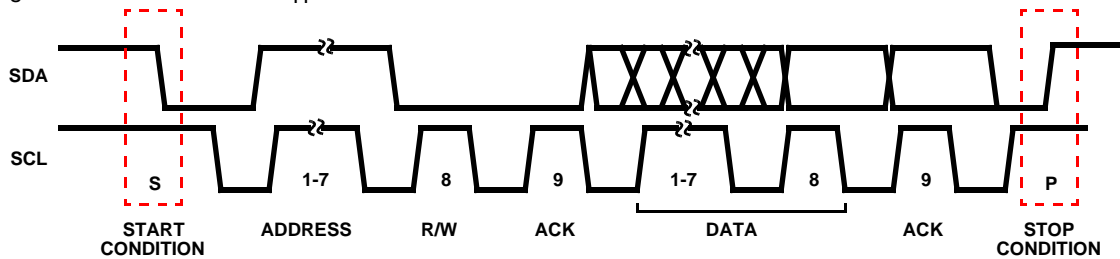 SDA
SCL
S
1-7
8
9
1-7
8
9
P
START
CONDITION
ADDRESS
R/W
ACK
DATA
ACK
STOP
CONDITION